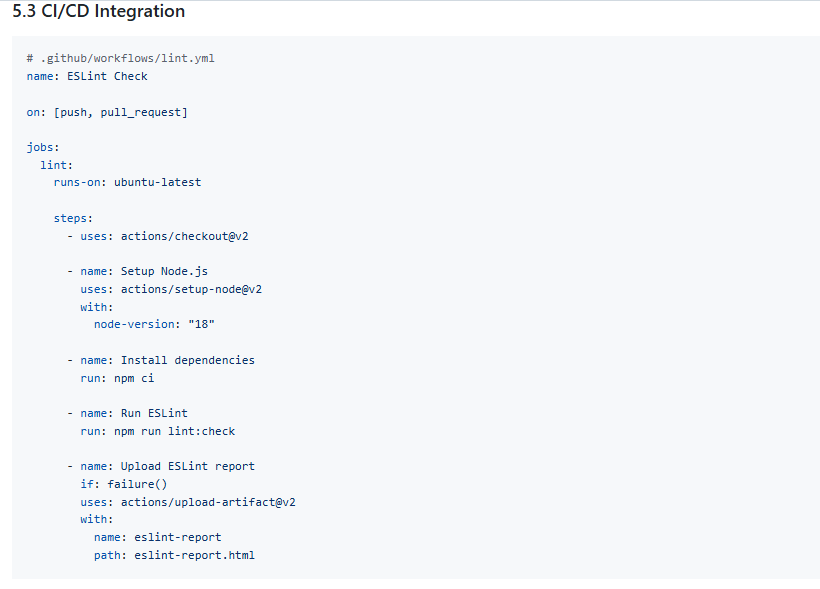 5.3 CI/CD Integration
# .github/workflows/lint.yml
name: ESLint Check
on: [push, pull_request]
jobs:
  lint:
    runs-on: ubuntu-latest
    steps:
      - uses: actions/checkout@v2
      - name: Setup Node.js
        uses: actions/setup-node@v2
        with:
          node-version: "18"
      - name: Install dependencies
        run: npm ci
      - name: Run ESLint
        run: npm run lint:check
      - name: Upload ESLint report
        if: failure()
        uses: actions/upload-artifact@v2
        with:
          name: eslint-report
          path: eslint-report.html